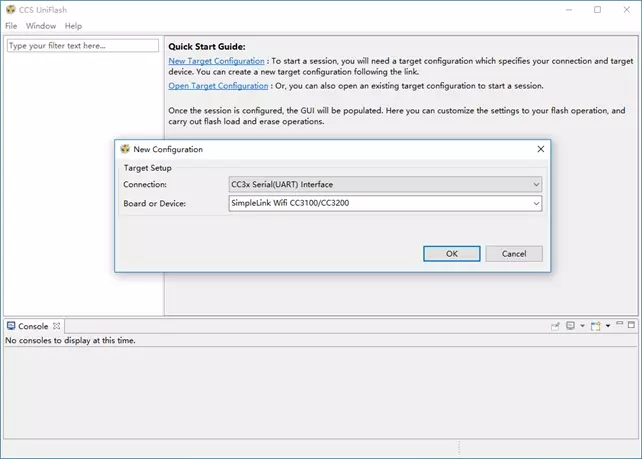 CCS UniFlash
File Window Help
Type your filter text here...
Quick Start Guide:
New Target Configuration : To start a session, you will need a target configuration which specifies your connection and target
device. You can create a new target configuration following the link.
Open Target Configuration : Or, you can also open an existing target configuration to start a session.
Once the session is configured, the GUI will be populated. Here you can customize the settings to your flash operation, and
carry out flash load and erase operations.
New Configuration
Target Setup
Connection: CC3x Serial(UART) Interface
Board or Device: SimpleLink Wifi CC3100/CC3200
OK Cancel
Console
No consoles to display at this time.